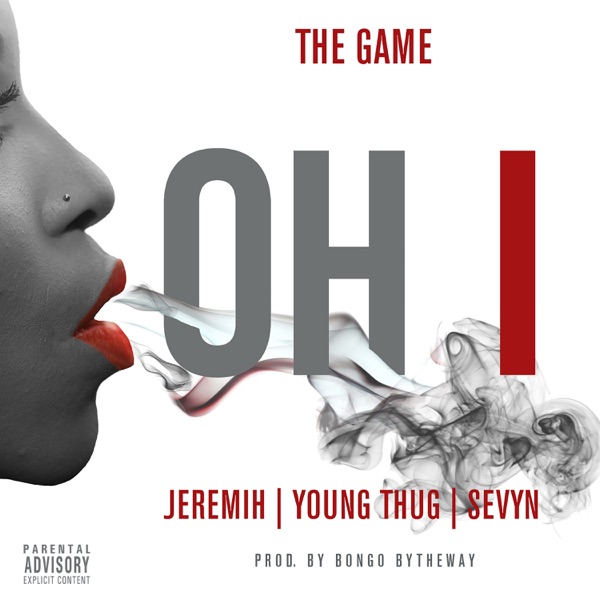 THE GAME
OH I
JEREMIH | YOUNG THUG | SEVYN
PROD. BY BONGO BYTHEWAY
PARENTAL
ADVISORY
EXPLICIT CONTENT